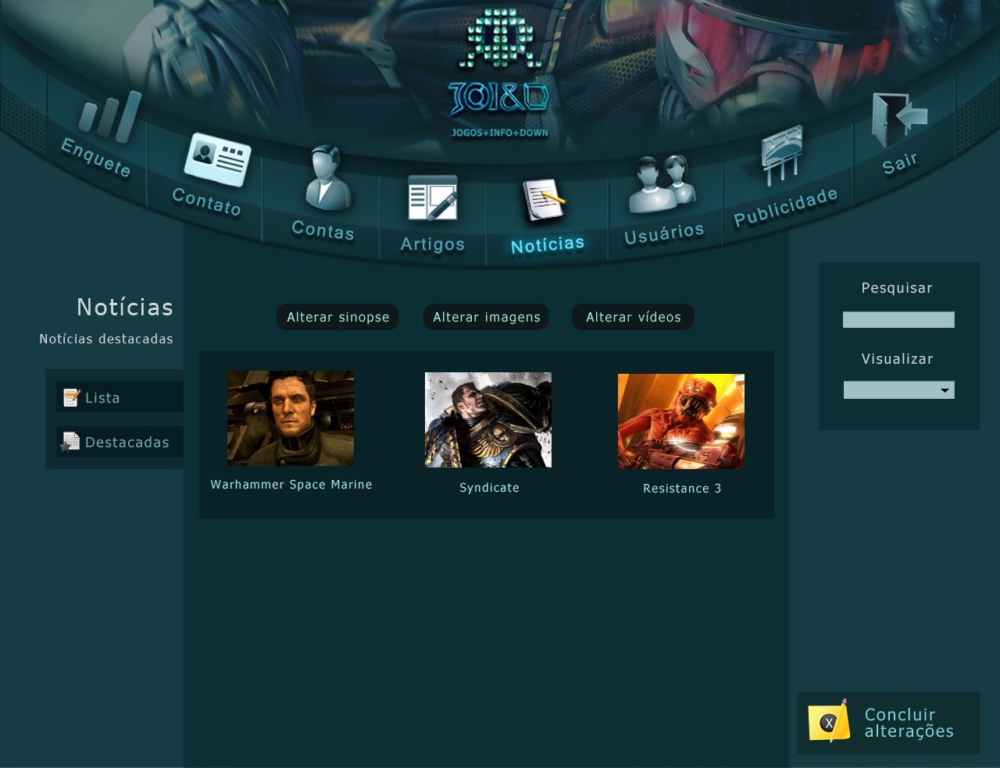 JOI&D
JOGOS+INFO+DOWN
Enquete
Contato
Contas
Artigos
Notícias
Usuários
Publicidade
Sair
Notícias
Notícias destacadas
Lista
Destacadas
Alterar sinopse
Alterar imagens
Alterar vídeos
Warhammer Space Marine
Syndicate
Resistance 3
Pesquisar
Visualizar
X
Concluir
alterações